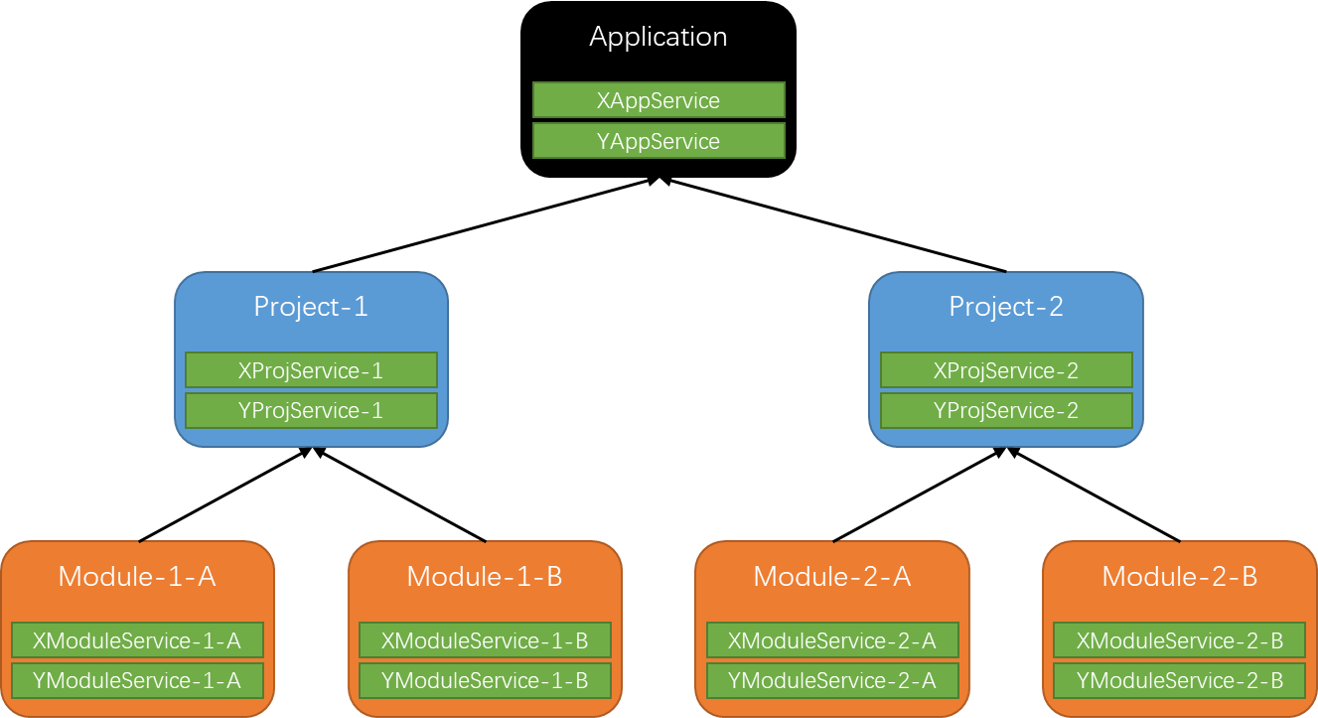 Application
XAppService
YAppService
Project-1
XProjService-1
YProjService-1
Project-2
XProjService-2
YProjService-2
Module-1-A
XModuleService-1-A
YModuleService-1-A
Module-1-B
XModuleService-1-B
YModuleService-1-B
Module-2-A
XModuleService-2-A
YModuleService-2-A
Module-2-B
XModuleService-2-B
YModuleService-2-B